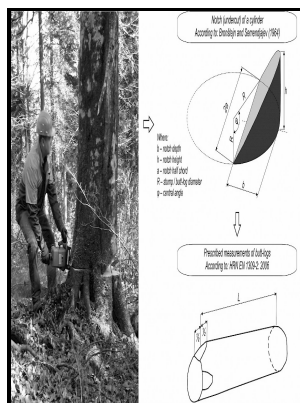 Notch (undercut) of a cylinder
According to: Bronštejn and Semendjajev (1964)
h
b
Where:
b – notch depth
h – notch height
a – notch half chord
R – stump / butt-log diameter
φ – central angle
Prescribed measurements of butt-logs
According to: HRN EN 1309-2: 2006
L